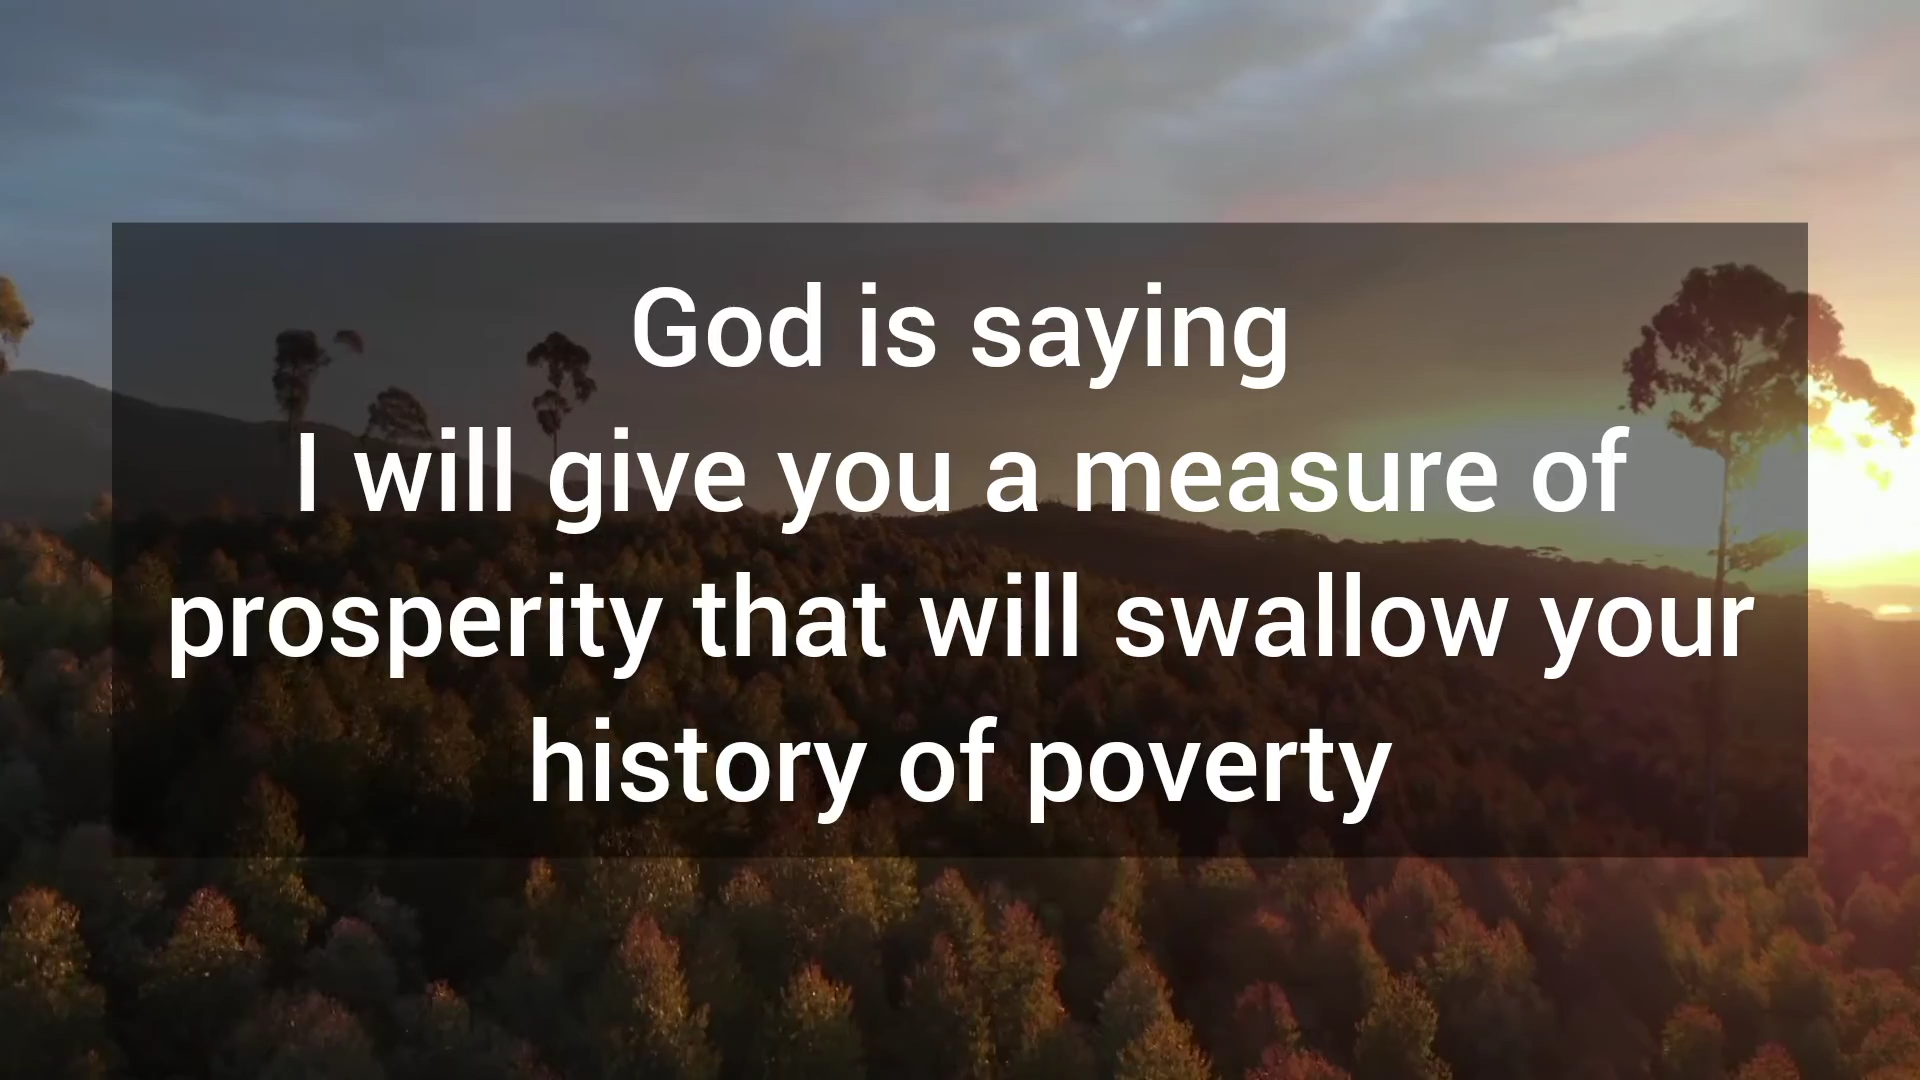 God is saying
I will give you a measure of
prosperity that will swallow your
history of poverty